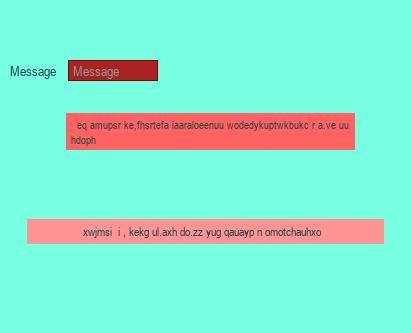 Message Message
eq amupsr ke,fhsrtefa iaaraloeenuu wodedykuptwkbukc r a.ve uu
hdoph
xwjmsi i , kekg ul.axh do.zz yug qauayp n omotchauhxo